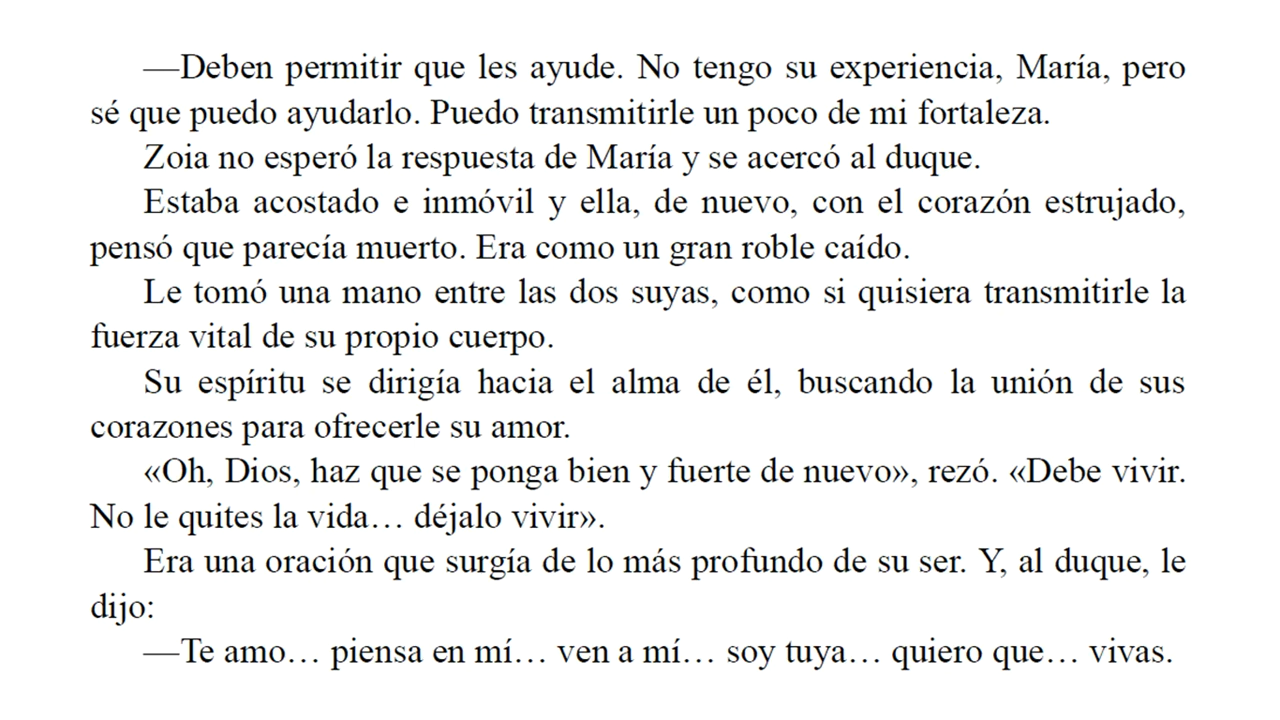 —Deben permitir que les ayude. No tengo su experiencia, María, pero
sé que puedo ayudarlo. Puedo transmitirle un poco de mi fortaleza.
Zoia no esperó la respuesta de María y se acercó al duque.
Estaba acostado e inmóvil y ella, de nuevo, con el corazón estrujado,
pensó que parecía muerto. Era como un gran roble caído.
Le tomó una mano entre las dos suyas, como si quisiera transmitirle la
fuerza vital de su propio cuerpo.
Su espíritu se dirigía hacia el alma de él, buscando la unión de sus
corazones para ofrecerle su amor.
«Oh, Dios, haz que se ponga bien y fuerte de nuevo», rezó. «Debe vivir.
No le quites la vida… déjalo vivir».
Era una oración que surgía de lo más profundo de su ser. Y, al duque, le
dijo:
—Te amo… piensa en mí… ven a mí… soy tuya… quiero que… vivas.